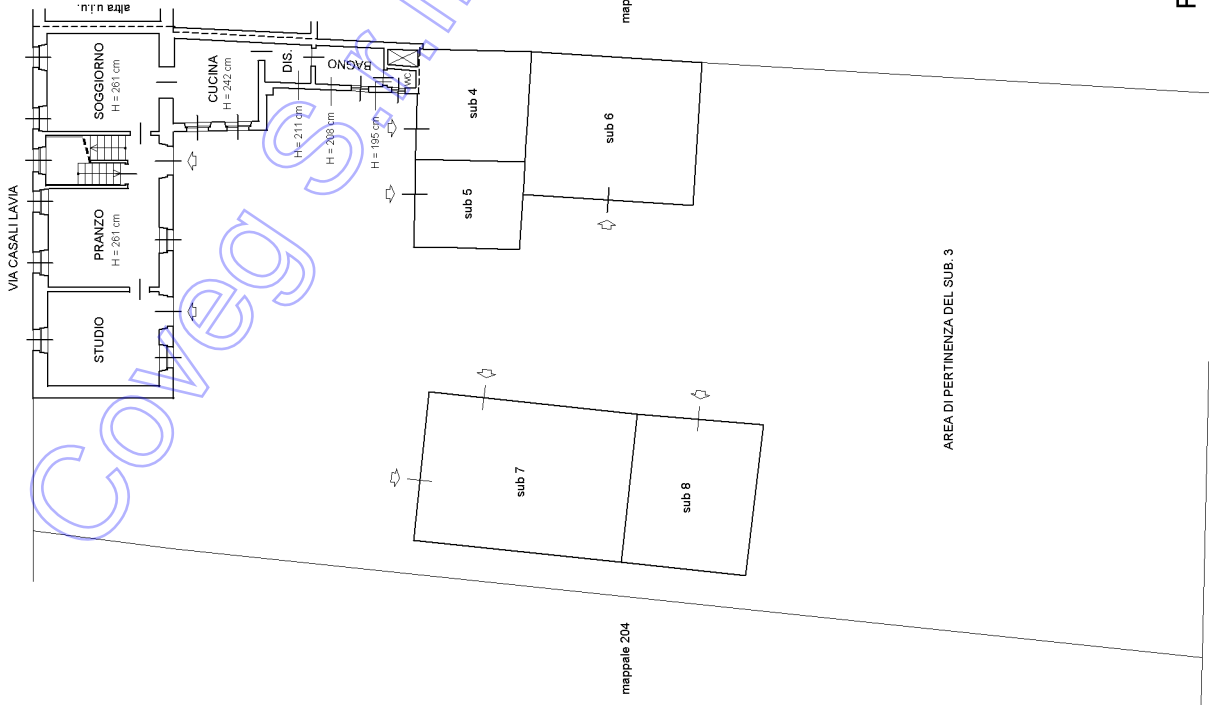 VIA CASALI LAVIA
altra u.i.u.
SOGGIORNO
H = 261 cm
CUCINA
H = 242 cm
DIS.
BAGNO
WC
H = 211 cm
H = 208 cm
H = 195 cm
PRANZO
H = 261 cm
STUDIO
sub 4
sub 5
sub 6
sub 7
sub 8
AREA DI PERTINENZA DEL SUB. 3
mappale 204
map
Coveg s.r.l